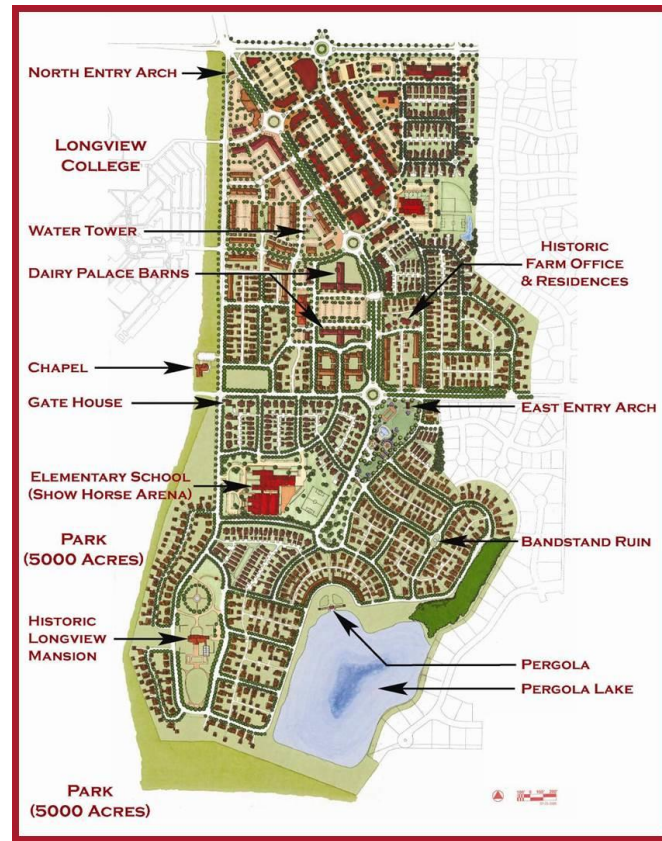 NORTH ENTRY ARCH
LONGVIEW
COLLEGE
WATER TOWER
DAIRY PALACE BARNS
HISTORIC
FARM OFFICE
& RESIDENCES
CHAPEL
GATE HOUSE
EAST ENTRY ARCH
ELEMENTARY SCHOOL
(SHOW HORSE ARENA)
PARK
(5000 ACRES)
BANDSTAND RUIN
HISTORIC
LONGVIEW
MANSION
PERGOLA
PERGOLA LAKE
PARK
(5000 ACRES)